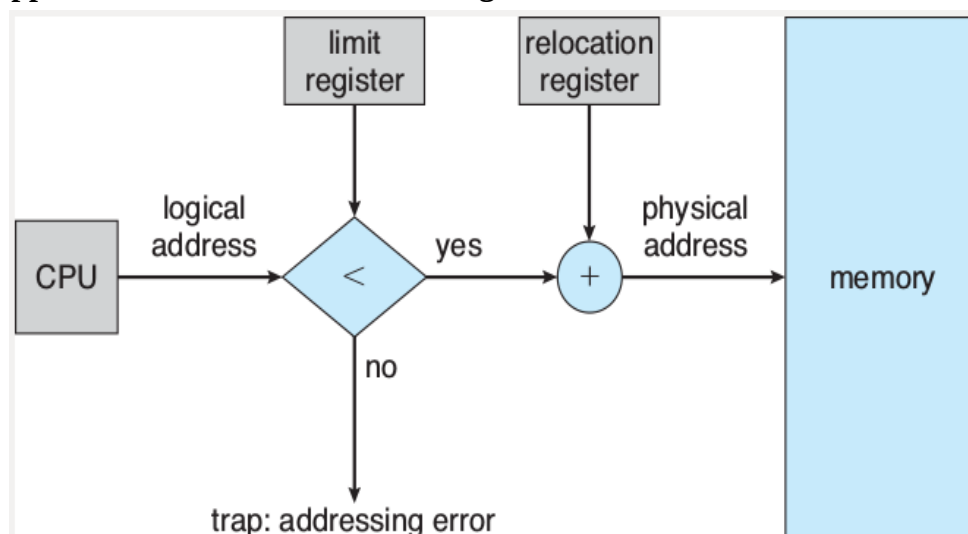 limit
register
relocation
register
logical
address
yes
physical
address
CPU
<
+
memory
no
trap: addressing error